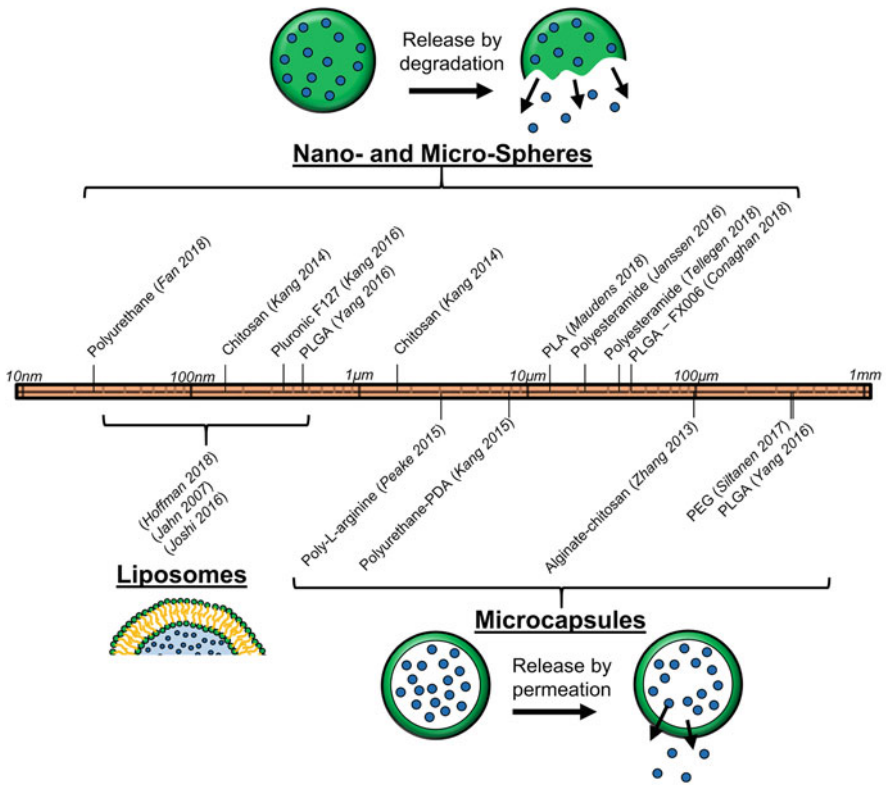 Release by
degradation
Nano- and Micro-Spheres
Polyurethane (Fan 2018)
Chitosan (Kang 2014)
Pluronic F127 (Kang 2016)
PLGA (Yang 2016)
Chitosan (Kang 2014)
PLA (Maudens 2018)
Polyesteramide (Janssen 2016)
Polyesteramide (Tellegen 2018)
PLGA – FX006 (Conaghan 2018)
10nm
100nm
1μm
10μm
100μm
1mm
(Hoffman 2018)
(Jahn 2007)
(Joshi 2016)
Poly-L-arginine (Peake 2015)
Polyurethane-PDA (Kang 2015)
Alginate-chitosan (Zhang 2013)
PEG (Siltanen 2017)
PLGA (Yang 2016)
Liposomes
Microcapsules
Release by
permeation